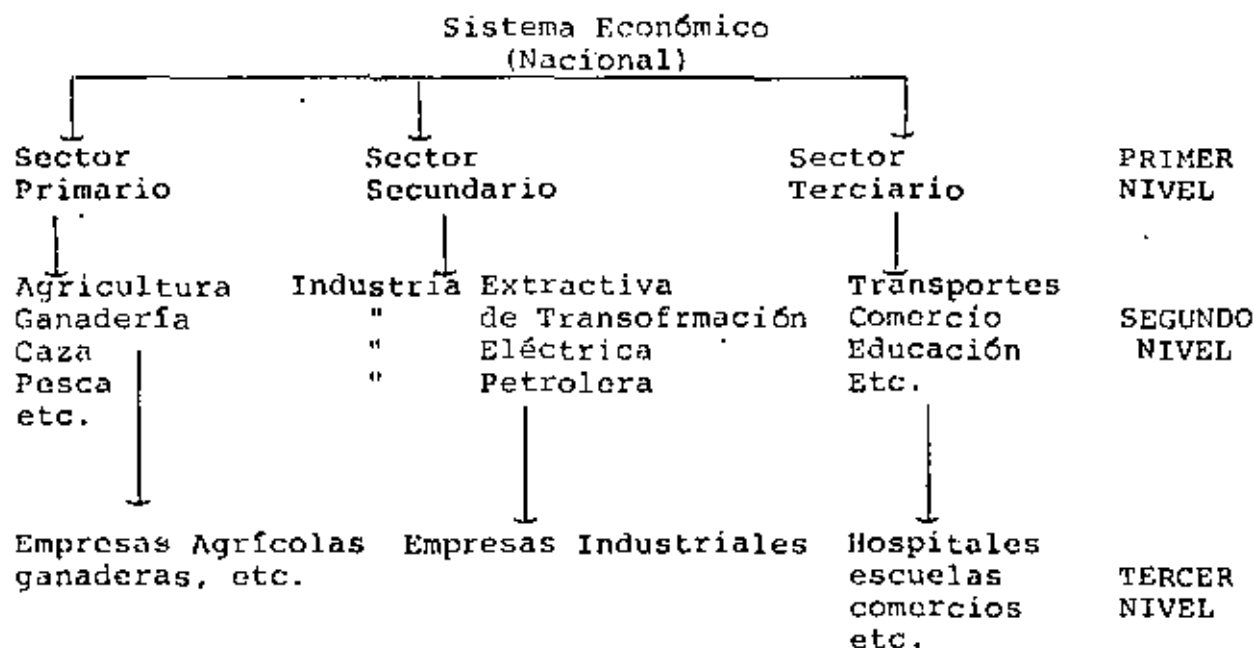 Sistema Económico
(Nacional)
Sector Sector Sector PRIMER
Primario Secundario Terciario NIVEL
Agricultura Industria Extractiva Transportes
Ganadería " de Transofrmación Comercio SEGUNDO
Caza " Eléctrica Educación NIVEL
Pesca " Petrolera Etc.
etc.
Empresas Agrícolas Empresas Industriales Hospitales
ganaderas, etc. escuelas TERCER
comercios NIVEL
etc.